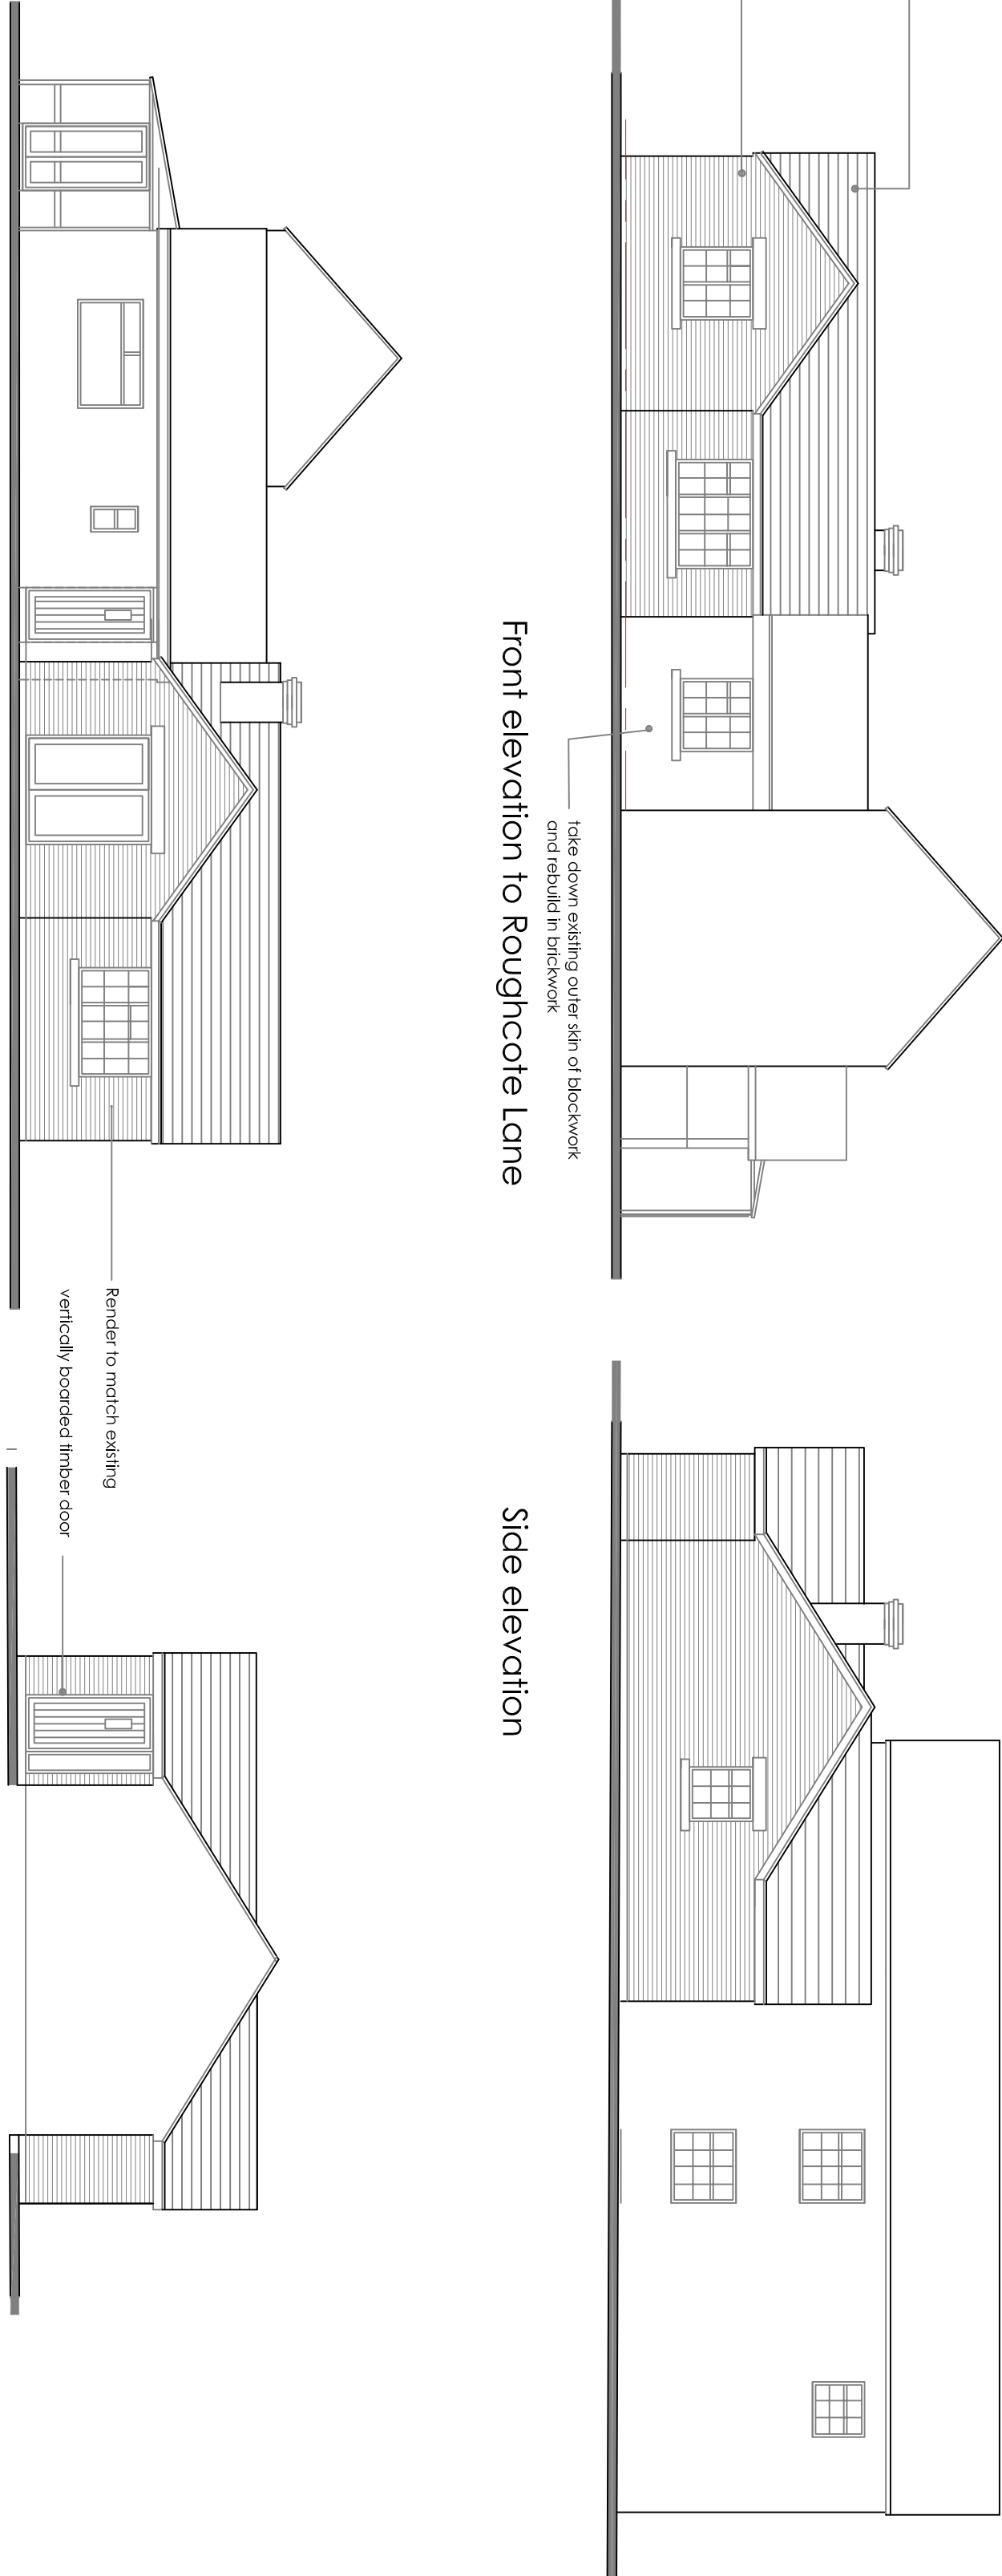 take down existing outer skin of blockwork
and rebuild in brickwork
Front elevation to Roughcote Lane
Side elevation
Render to match existing
vertically boarded timber door